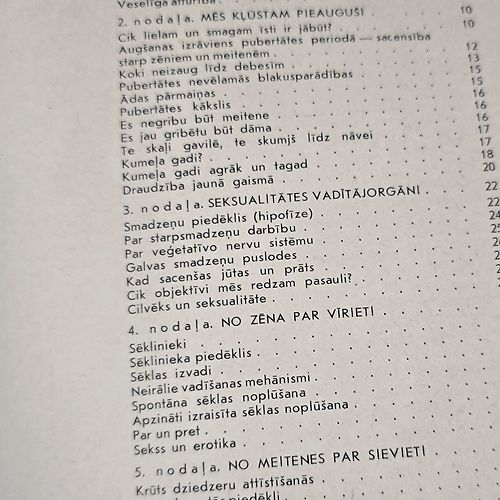 Veselīga atturība
2. nodaļa. MĒS KĻŪSTAM PIEAUGUŠI . . . . 10
Cik lielam un smagam īsti ir jābūt? . . . . 10
Augšanas izrāviens pubertātes periodā — sacensība
starp zēniem un meitenēm . . . . 12
Koki neizaug līdz debesīm . . . . 13
Pubertātes nevēlamās blakusparādības . . . . 15
Ādas pārmaiņas . . . . 15
Pubertātes kākslis . . . . 16
Es negribu būt meitene . . . . 16
Es jau gribētu būt dāma . . . . 16
Te skaļi gavilē, te skumjš līdz nāvei . . . . 17
Kumeļa gadi? . . . . 17
Kumeļa gadi agrāk un tagad . . . . 18
Draudzība jaunā gaismā . . . . 20
3. nodaļa. SEKSUALITĀTES VADĪTĀJORGĀNI . . . . 22
Smadzeņu piedēklis (hipofīze) . . . . 22
Par starpsmadzeņu darbību . . . . 24
Par veģetatīvo nervu sistēmu . . . .
Galvas smadzeņu puslodes . . . .
Kad sacenšas jūtas un prāts . . . .
Cik objektīvi mēs redzam pasauli? . . . .
Cilvēks un seksualitāte . . . .
4. nodaļa. NO ZĒNA PAR VĪRIETI . . . .
Sēklinieki . . . .
Sēklinieka piedēklis . . . .
Sēklas izvadi . . . .
Neirālie vadīšanas mehānismi . . . .
Spontāna sēklas noplūšana . . . .
Apzināti izraisīta sēklas noplūšana . . . .
Par un pret . . . .
Sekss un erotika . . . .
5. nodaļa. NO MEITENES PAR SIEVIETI . . . .
Krūts dziedzeru attīstīšanās . . . .
piedēkļi